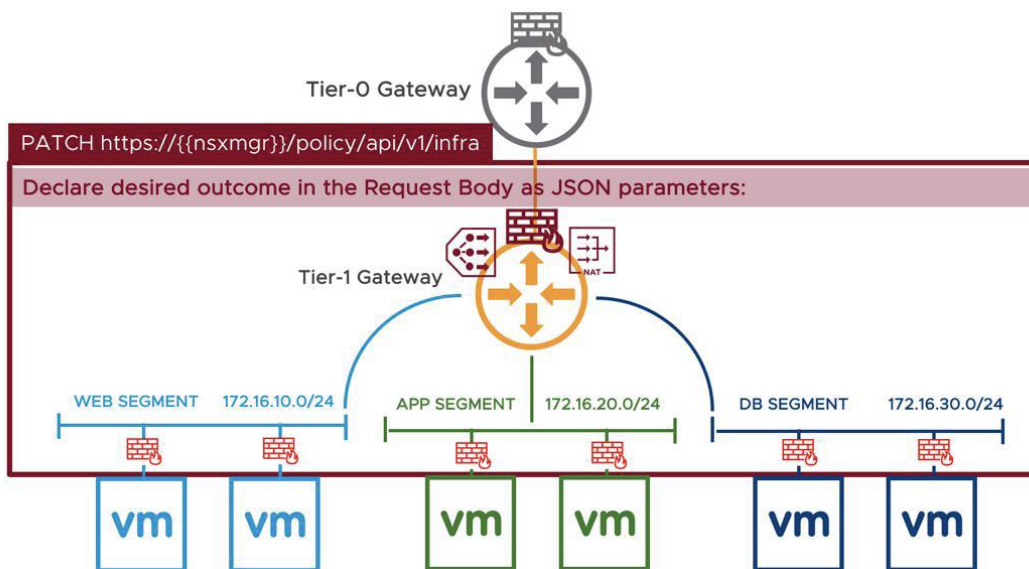 Tier-0 Gateway
PATCH https://{{nsxmgr}}/policy/api/v1/infra
Declare desired outcome in the Request Body as JSON parameters:
NAT
Tier-1 Gateway
WEB SEGMENT 172.16.10.0/24
APP SEGMENT 172.16.20.0/24
DB SEGMENT 172.16.30.0/24
vm vm vm vm vm vm